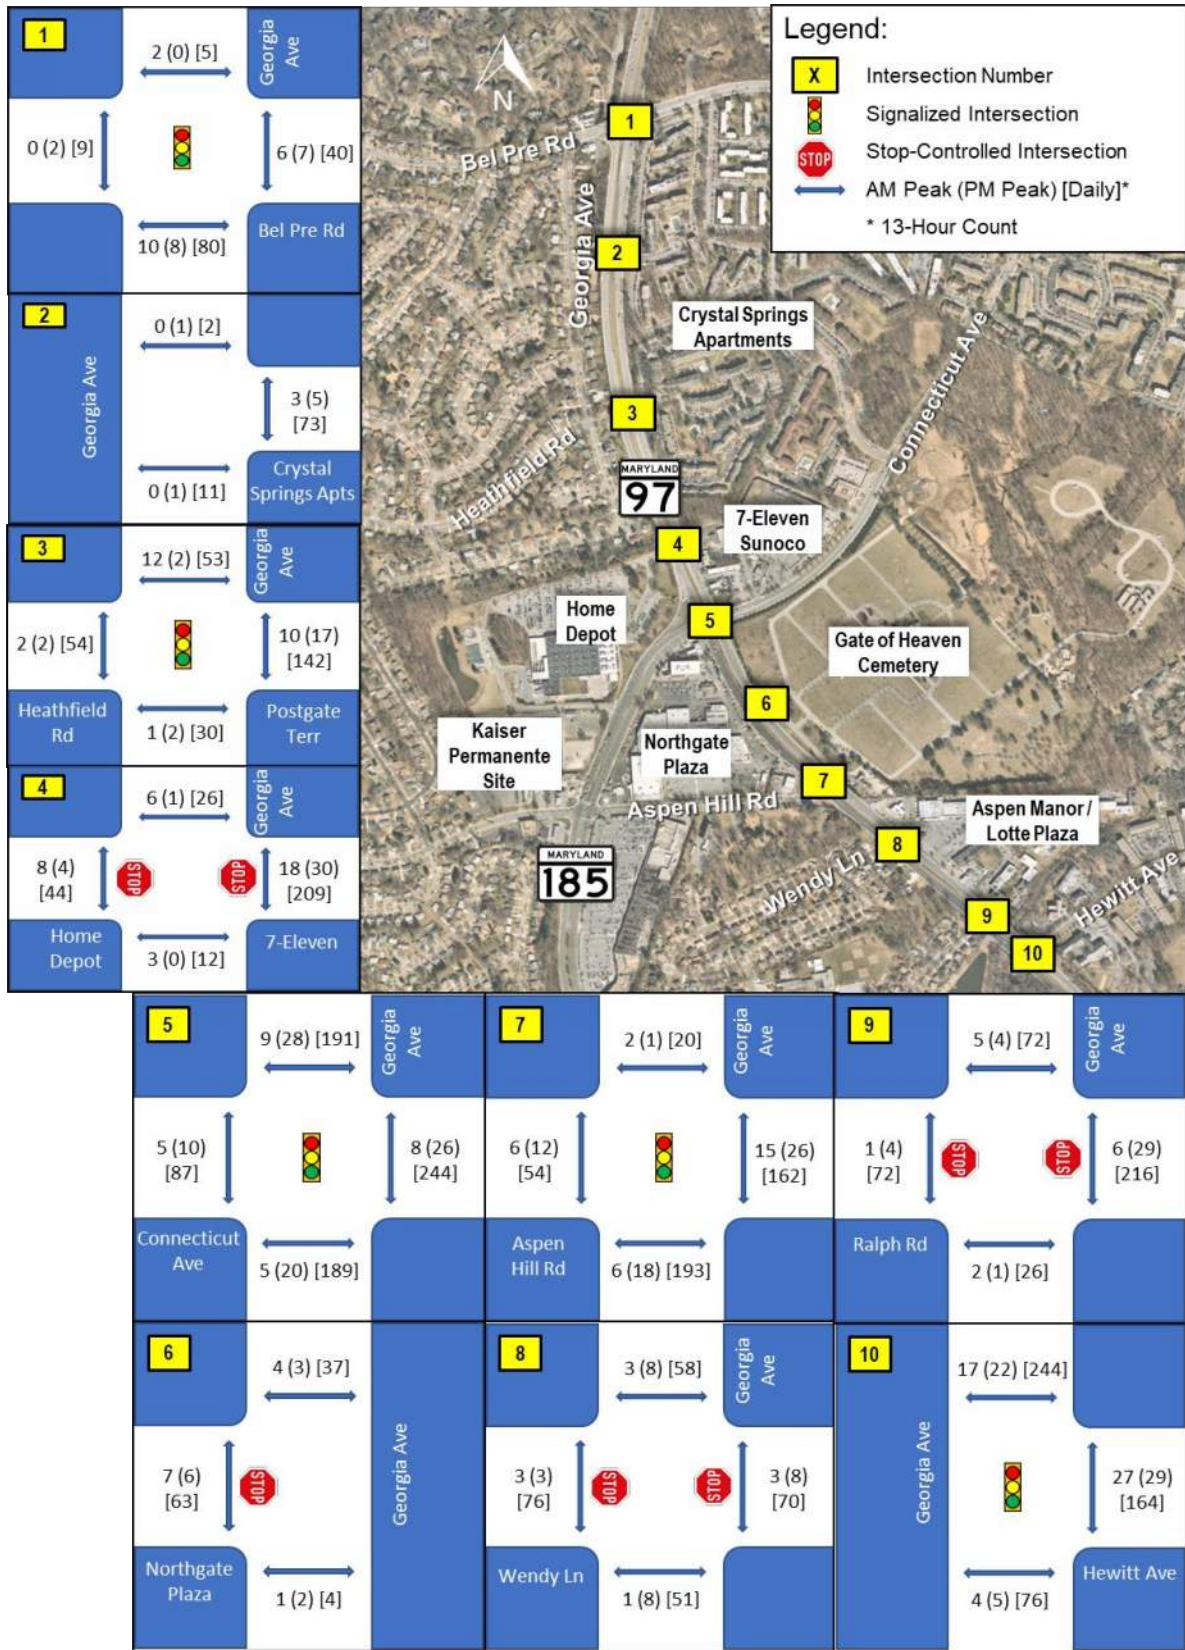 1
2 (0) [5]
Georgia
Ave
0 (2) [9]
6 (7) [40]
10 (8) [80]
Bel Pre Rd
2
0 (1) [2]
Georgia Ave
3 (5)
[73]
0 (1) [11]
Crystal
Springs Apts
3
12 (2) [53]
Georgia
Ave
2 (2) [54]
10 (17)
[142]
Heathfield
Rd
1 (2) [30]
Postgate
Terr
4
6 (1) [26]
Georgia
Ave
8 (4)
[44]
STOP
STOP
18 (30)
[209]
Home
Depot
3 (0) [12]
7-Eleven
N
1
Bel Pre Rd
2
Georgia Ave
Crystal Springs
Apartments
Connecticut Ave
3
Heathfield Rd
MARYLAND
97
7-Eleven
Sunoco
4
Home
Depot
5
Gate of Heaven
Cemetery
6
Kaiser
Permanente
Site
Northgate
Plaza
7
Aspen Hill Rd
Aspen Manor /
Lotte Plaza
8
MARYLAND
185
Wendy Ln
Hewitt Ave
9
10
Legend:
X
Intersection Number
Signalized Intersection
STOP
Stop-Controlled Intersection
AM Peak (PM Peak) [Daily]*
* 13-Hour Count
5
9 (28) [191]
Georgia
Ave
5 (10)
[87]
8 (26)
[244]
Connecticut
Ave
5 (20) [189]
7
2 (1) [20]
Georgia
Ave
6 (12)
[54]
15 (26)
[162]
Aspen
Hill Rd
6 (18) [193]
9
5 (4) [72]
Georgia
Ave
1 (4)
[72]
STOP
STOP
6 (29)
[216]
Ralph Rd
2 (1) [26]
6
4 (3) [37]
Georgia Ave
7 (6)
[63]
STOP
Northgate
Plaza
1 (2) [4]
8
3 (8) [58]
Georgia
Ave
3 (3)
[76]
STOP
STOP
3 (8)
[70]
Wendy Ln
1 (8) [51]
10
17 (22) [244]
Georgia Ave
27 (29)
[164]
4 (5) [76]
Hewitt Ave